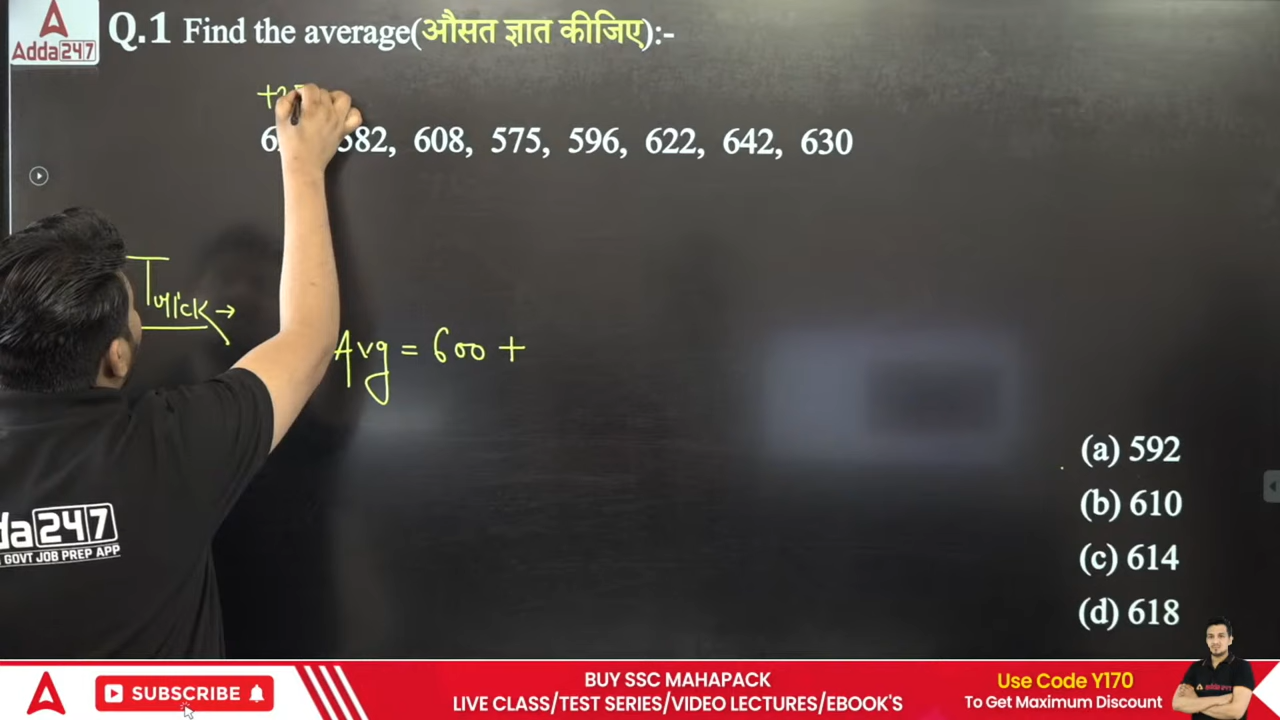 Adda247
Q.1 Find the average(औसत ज्ञात कीजिए):-
582, 608, 575, 596, 622, 642, 630
Trick →
Avg = 600 +
(a) 592
(b) 610
(c) 614
(d) 618
da247
GOVT JOB PREP APP
SUBSCRIBE
BUY SSC MAHAPACK
LIVE CLASS/TEST SERIES/VIDEO LECTURES/EBOOK'S
Use Code Y170
To Get Maximum Discount